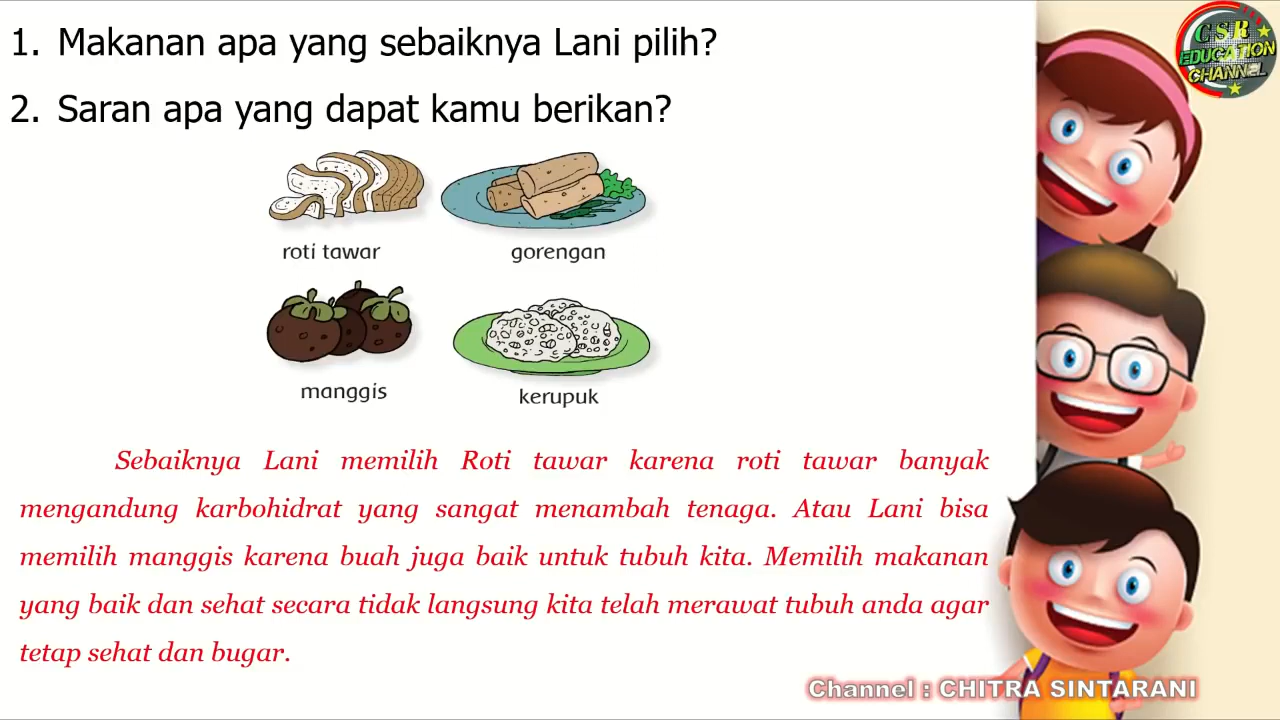 1. Makanan apa yang sebaiknya Lani pilih?
2. Saran apa yang dapat kamu berikan?
roti tawar
gorengan
manggis
kerupuk
Sebaiknya Lani memilih Roti tawar karena roti tawar banyak
mengandung karbohidrat yang sangat menambah tenaga. Atau Lani bisa
memilih manggis karena buah juga baik untuk tubuh kita. Memilih makanan
yang baik dan sehat secara tidak langsung kita telah merawat tubuh anda agar
tetap sehat dan bugar.
CSR
EDUCATION
CHANNEL
Channel : CHITRA SINTARANI